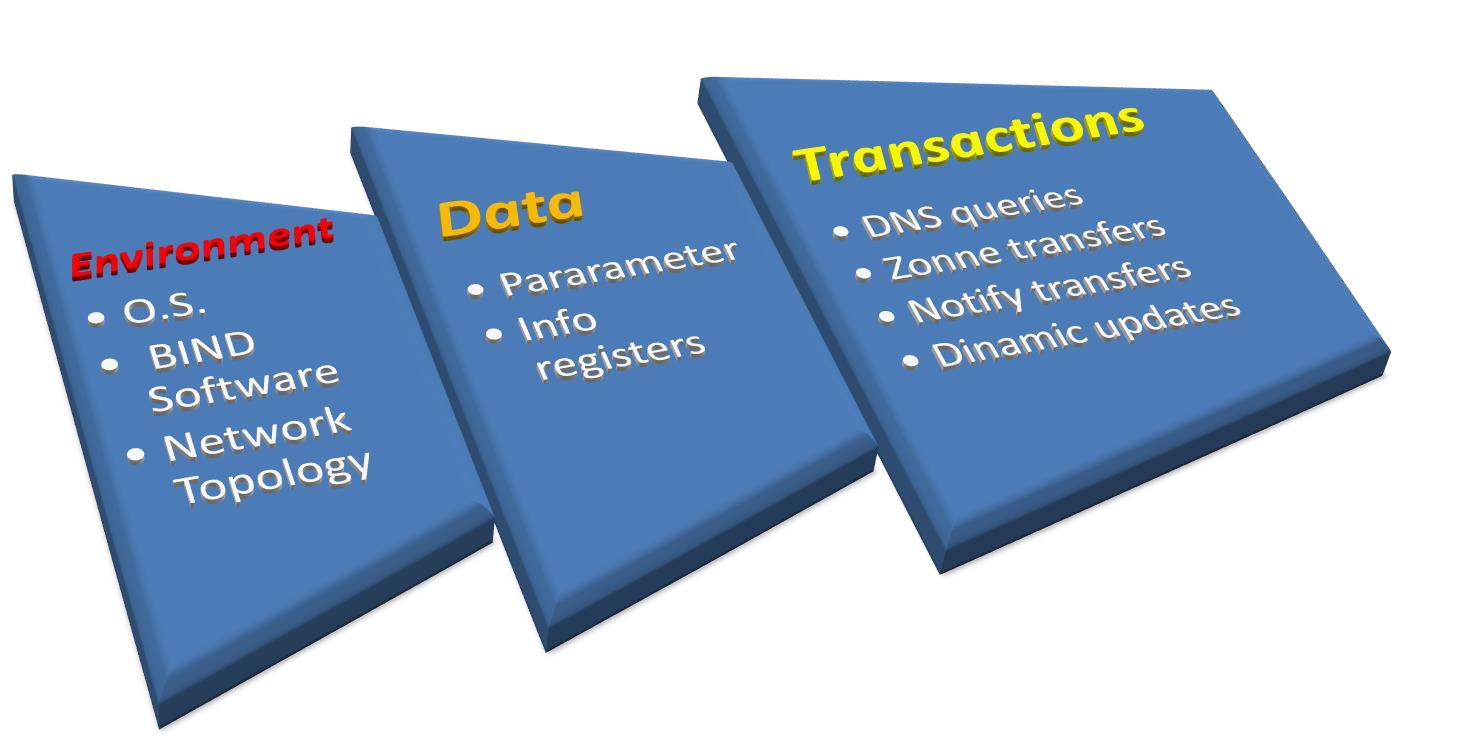 Environment
• O.S.
• BIND
Software
• Network
Topology
Data
• Pararameter
• Info
registers
Transactions
• DNS queries
• Zonne transfers
• Notify transfers
• Dinamic updates